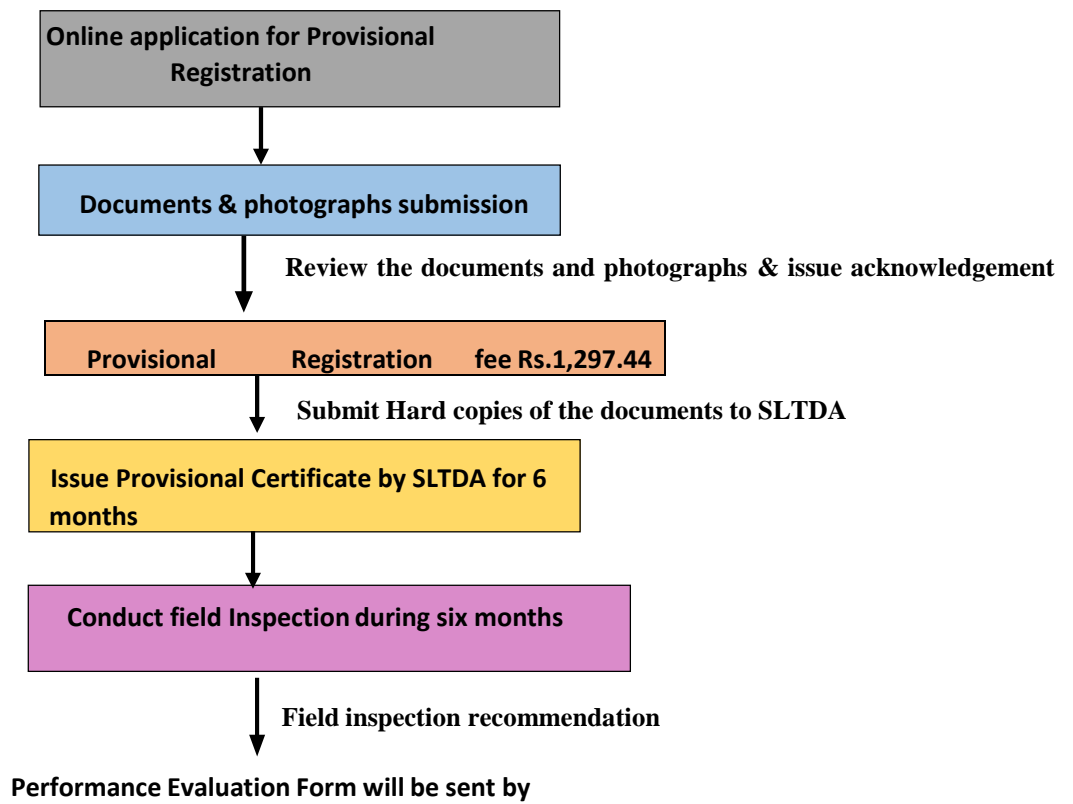 Online application for Provisional
Registration
Documents & photographs submission
Review the documents and photographs & issue acknowledgement
Provisional Registration fee Rs.1,297.44
Submit Hard copies of the documents to SLTDA
Issue Provisional Certificate by SLTDA for 6
months
Conduct field Inspection during six months
Field inspection recommendation
Performance Evaluation Form will be sent by